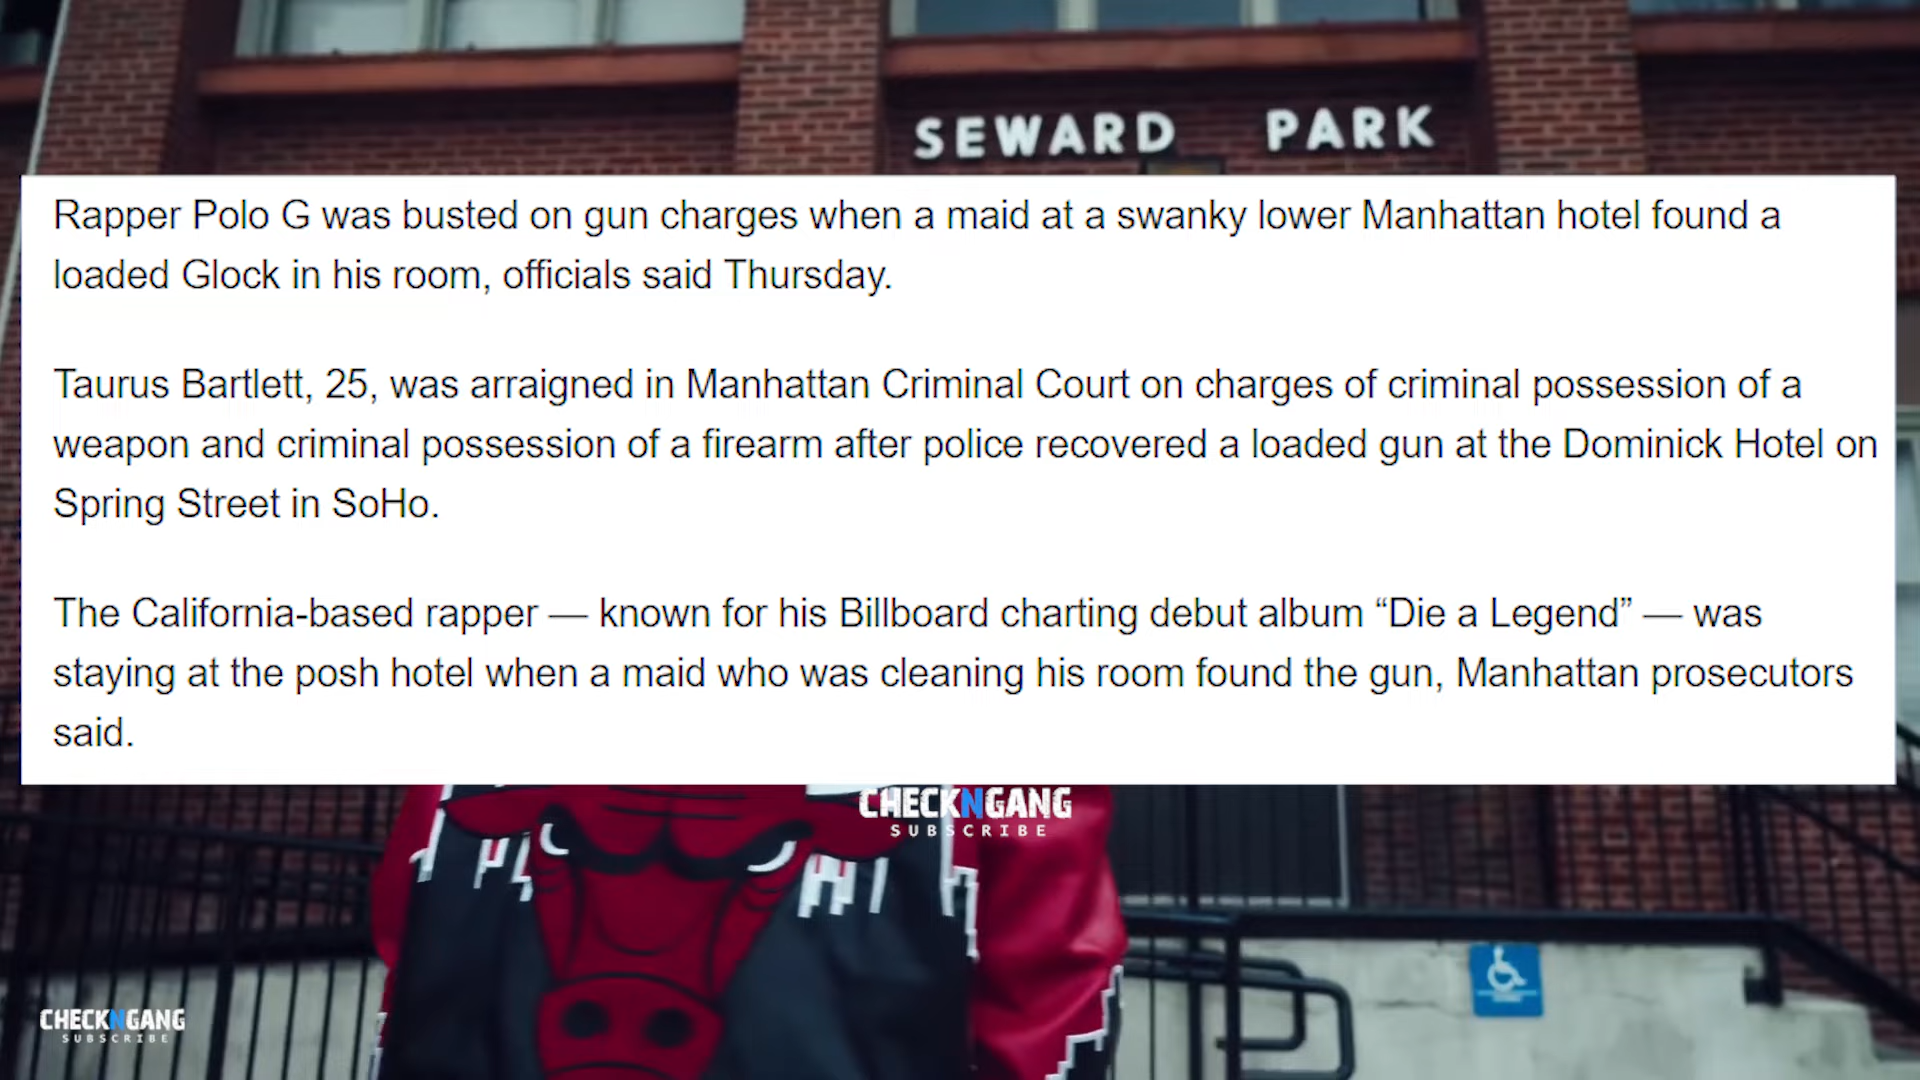 SEWARD PARK
Rapper Polo G was busted on gun charges when a maid at a swanky lower Manhattan hotel found a
loaded Glock in his room, officials said Thursday.
Taurus Bartlett, 25, was arraigned in Manhattan Criminal Court on charges of criminal possession of a
weapon and criminal possession of a firearm after police recovered a loaded gun at the Dominick Hotel on
Spring Street in SoHo.
The California-based rapper — known for his Billboard charting debut album “Die a Legend” — was
staying at the posh hotel when a maid who was cleaning his room found the gun, Manhattan prosecutors
said.
CHECKNGANG
SUBSCRIBE
CHECKNGANG
SUBSCRIBE